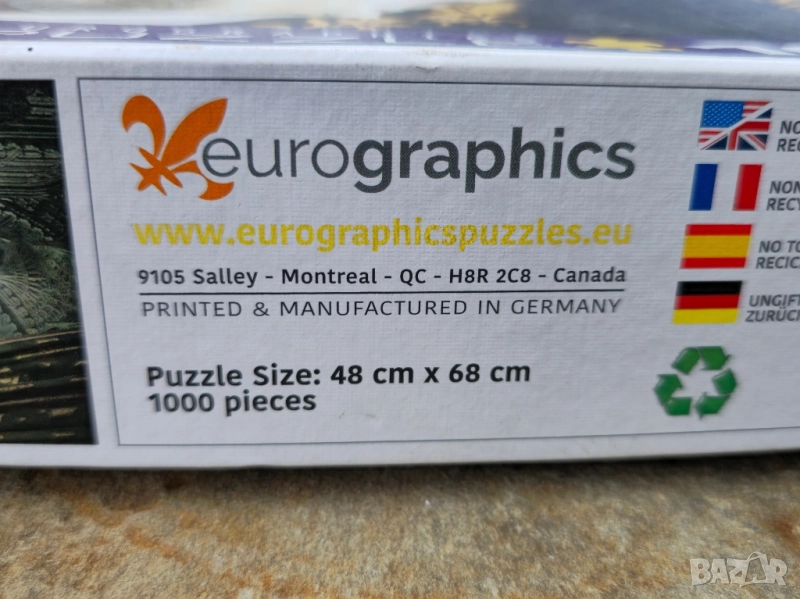 eurographics
www.eurographicspuzzles.eu
9105 Salley - Montreal - QC - H8R 2C8 - Canada
PRINTED & MANUFACTURED IN GERMANY
Puzzle Size: 48 cm x 68 cm
1000 pieces
NO TO
BAZAR